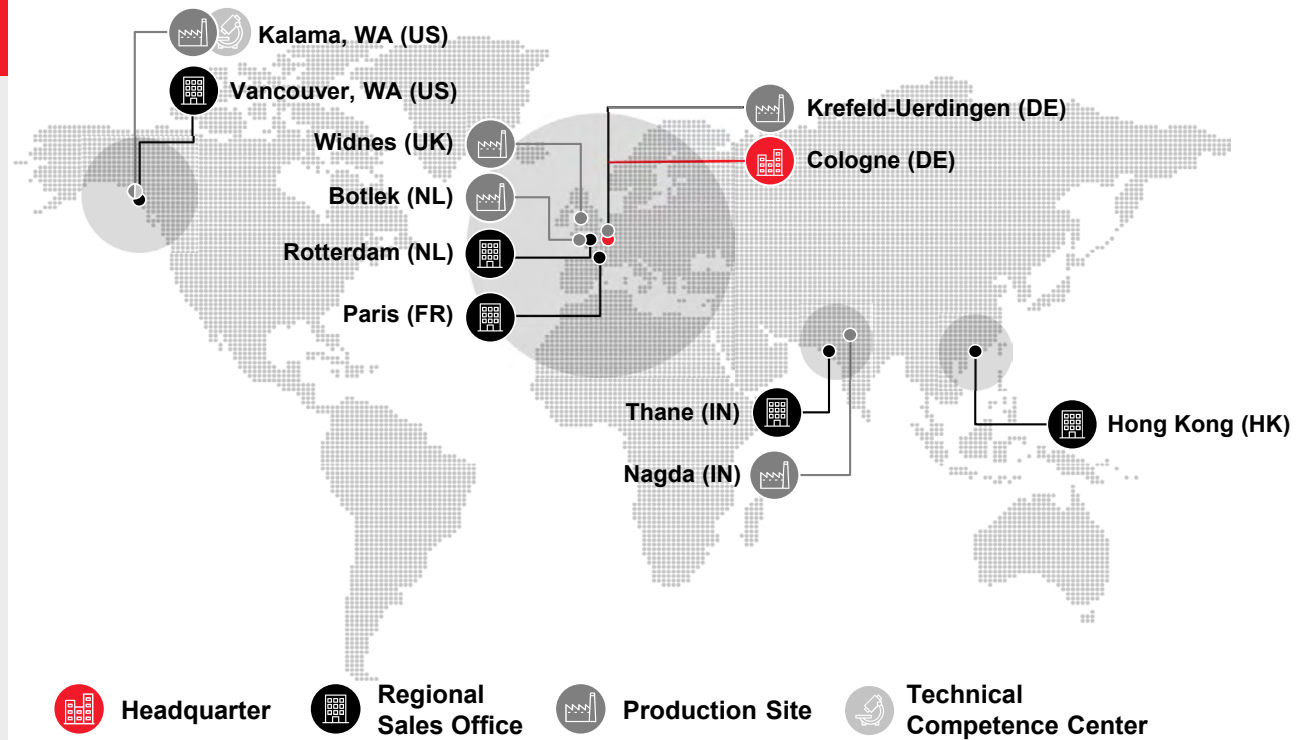 Kalama, WA (US)
Vancouver, WA (US)
Widnes (UK)
Botlek (NL)
Rotterdam (NL)
Paris (FR)
Krefeld-Uerdingen (DE)
Cologne (DE)
Thane (IN)
Nagda (IN)
Hong Kong (HK)
Headquarter
Regional
Sales Office
Production Site
Technical
Competence Center